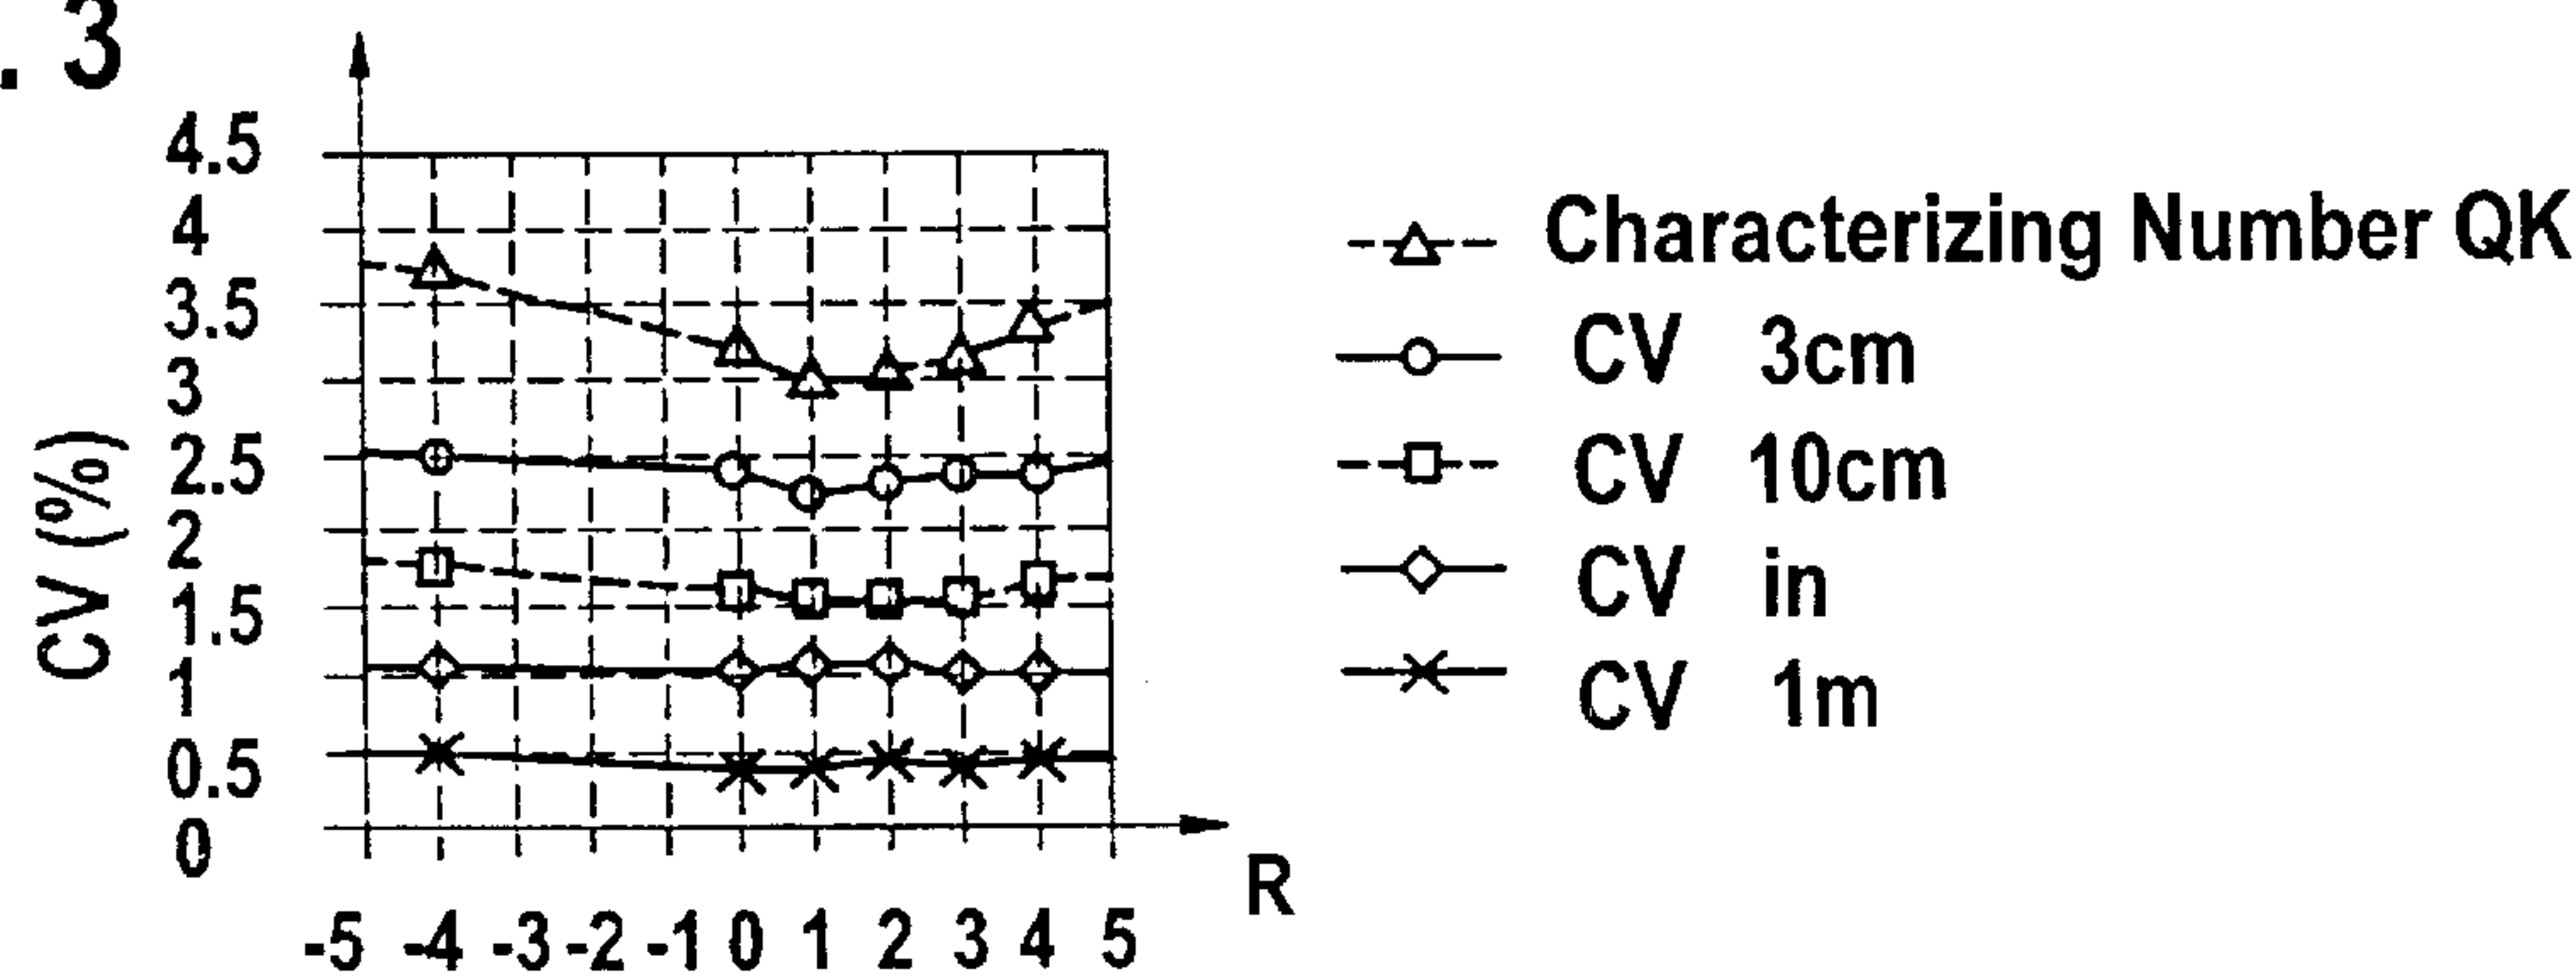 . 3
4.5
4
3.5
3
2.5
2
1.5
1
0.5
0
CV (%)
-5 -4 -3 -2 -1 0 1 2 3 4 5
R
Characterizing Number QK
CV 3cm
CV 10cm
CV in
CV 1m